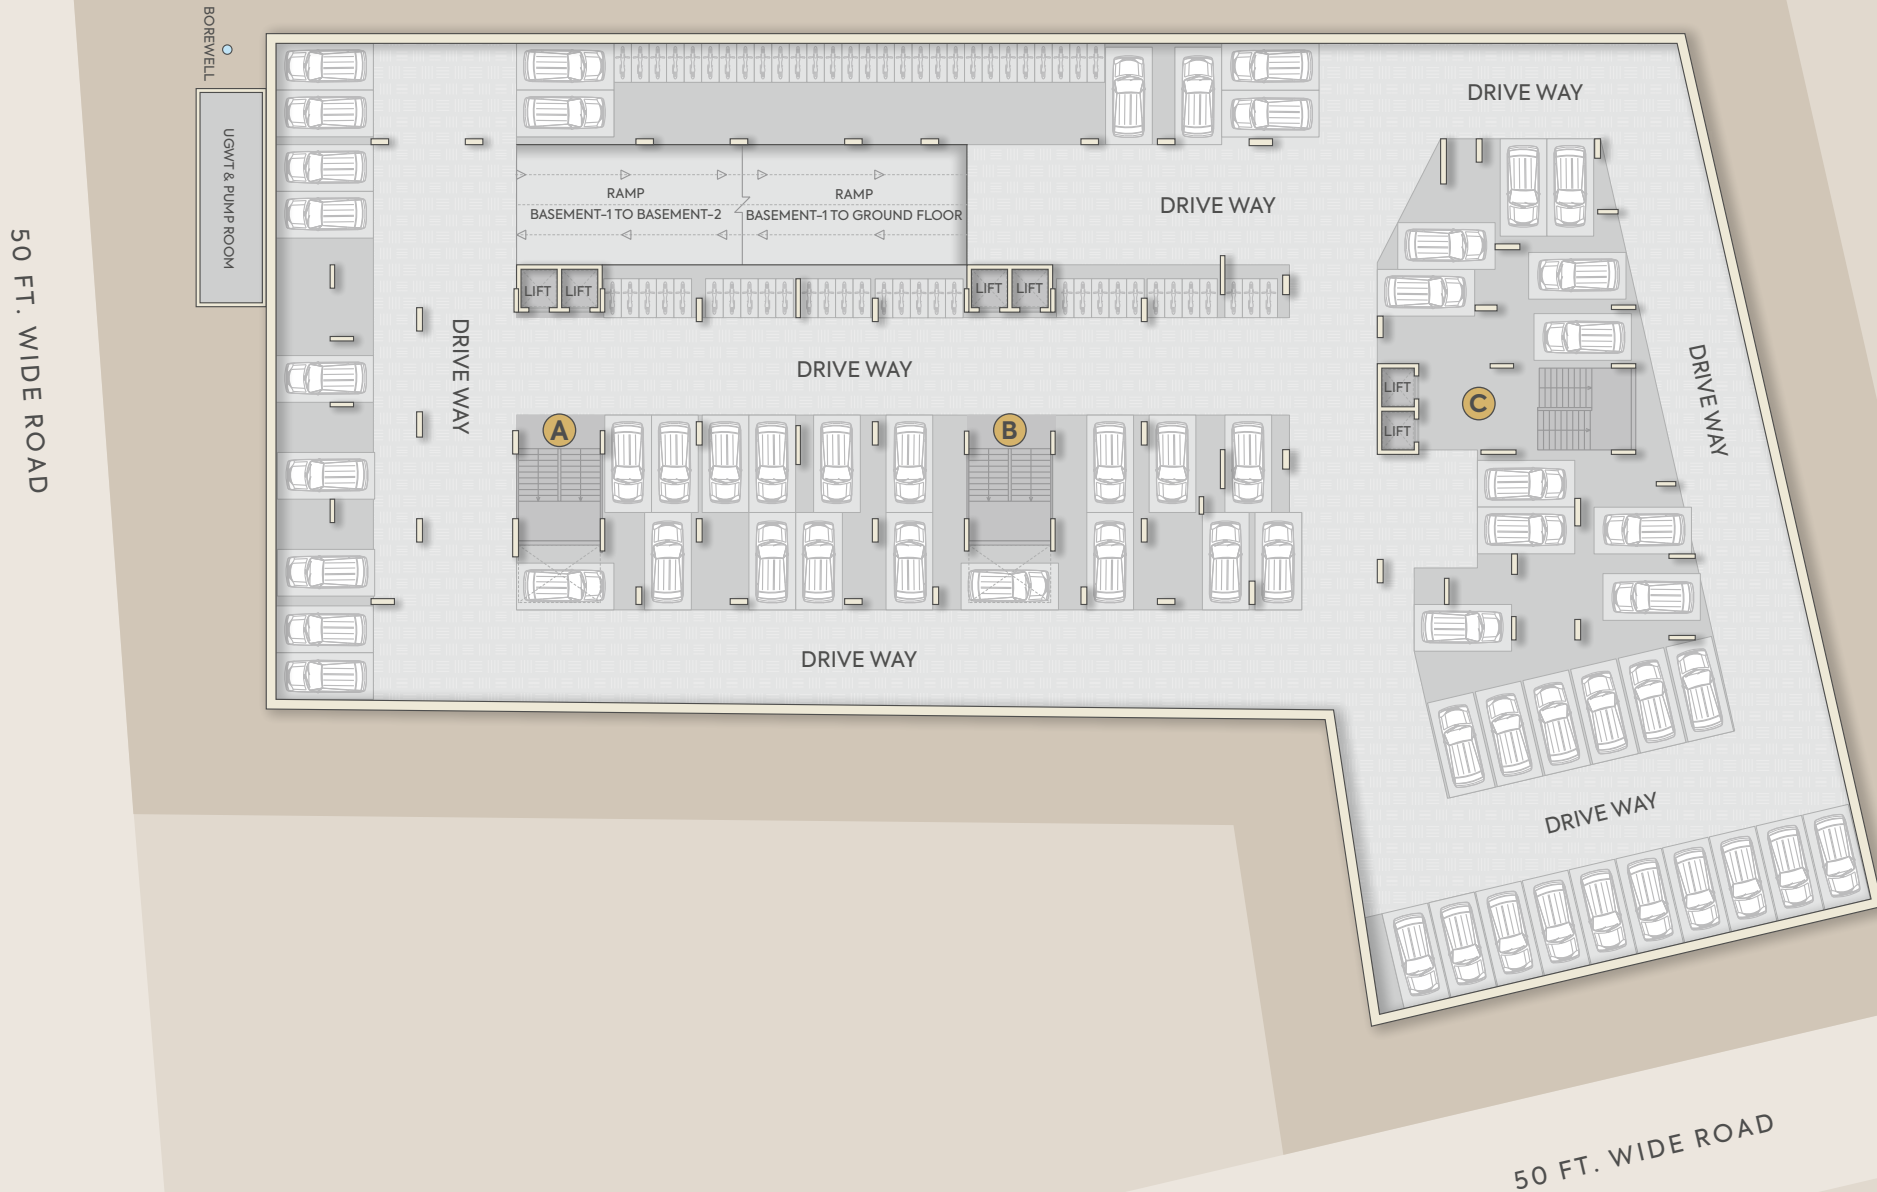 BOREWELL
UGWT & PUMP ROOM
50 FT. WIDE ROAD
DRIVE WAY
DRIVE WAY
RAMP
BASEMENT-1 TO BASEMENT-2
RAMP
BASEMENT-1 TO GROUND FLOOR
LIFT
LIFT
LIFT
LIFT
DRIVE WAY
DRIVE WAY
A
B
LIFT
LIFT
C
DRIVE WAY
DRIVE WAY
DRIVE WAY
DRIVE WAY
50 FT. WIDE ROAD